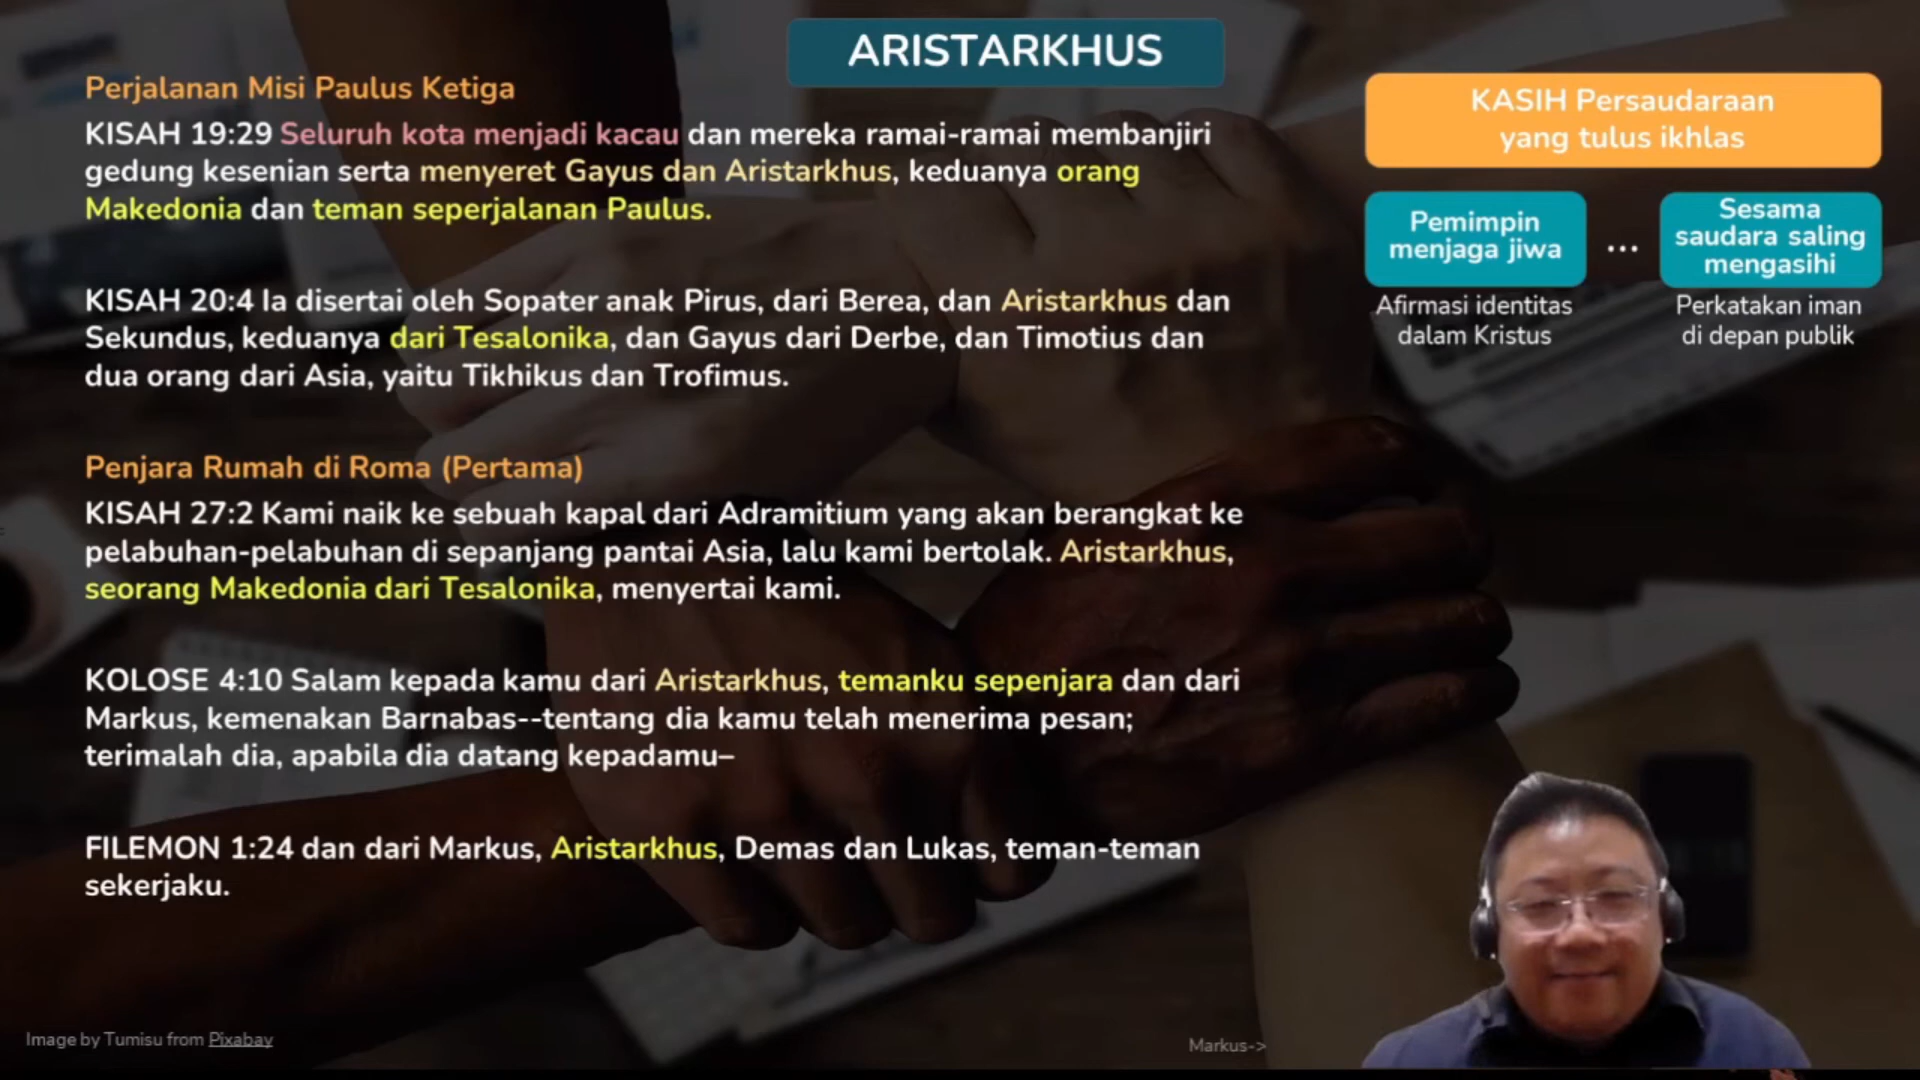 ARISTARKHUS
Perjalanan Misi Paulus Ketiga
KISAH 19:29 Seluruh kota menjadi kacau dan mereka ramai-ramai membanjiri
gedung kesenian serta menyeret Gayus dan Aristarkhus, keduanya orang
Makedonia dan teman seperjalanan Paulus.
KISAH 20:4 Ia disertai oleh Sopater anak Pirus, dari Berea, dan Aristarkhus dan
Sekundus, keduanya dari Tesalonika, dan Gayus dari Derbe, dan Timotius dan
dua orang dari Asia, yaitu Tikhikus dan Trofimus.
Penjara Rumah di Roma (Pertama)
KISAH 27:2 Kami naik ke sebuah kapal dari Adramitium yang akan berangkat ke
pelabuhan-pelabuhan di sepanjang pantai Asia, lalu kami bertolak. Aristarkhus,
seorang Makedonia dari Tesalonika, menyertai kami.
KOLOSE 4:10 Salam kepada kamu dari Aristarkhus, temanku sepenjara dan dari
Markus, kemenakan Barnabas--tentang dia kamu telah menerima pesan;
terimalah dia, apabila dia datang kepadamu–
FILEMON 1:24 dan dari Markus, Aristarkhus, Demas dan Lukas, teman-teman
sekerjaku.
KASIH Persaudaraan
yang tulus ikhlas
Pemimpin
menjaga jiwa
...
Sesama
saudara saling
mengasihi
Afirmasi identitas
dalam Kristus
Perkatakan iman
di depan publik
Image by Tumisu from Pixabay
Markus->